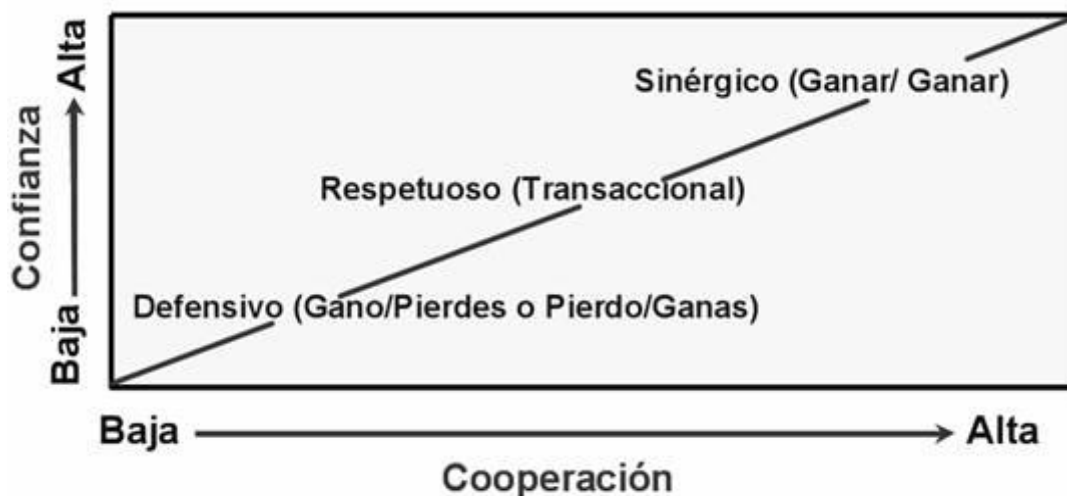 Alta
Confianza
Baja
Sinérgico (Ganar/ Ganar)
Respetuoso (Transaccional)
Defensivo (Gano/Pierdes o Pierdo/Ganas)
Baja
Alta
Cooperación